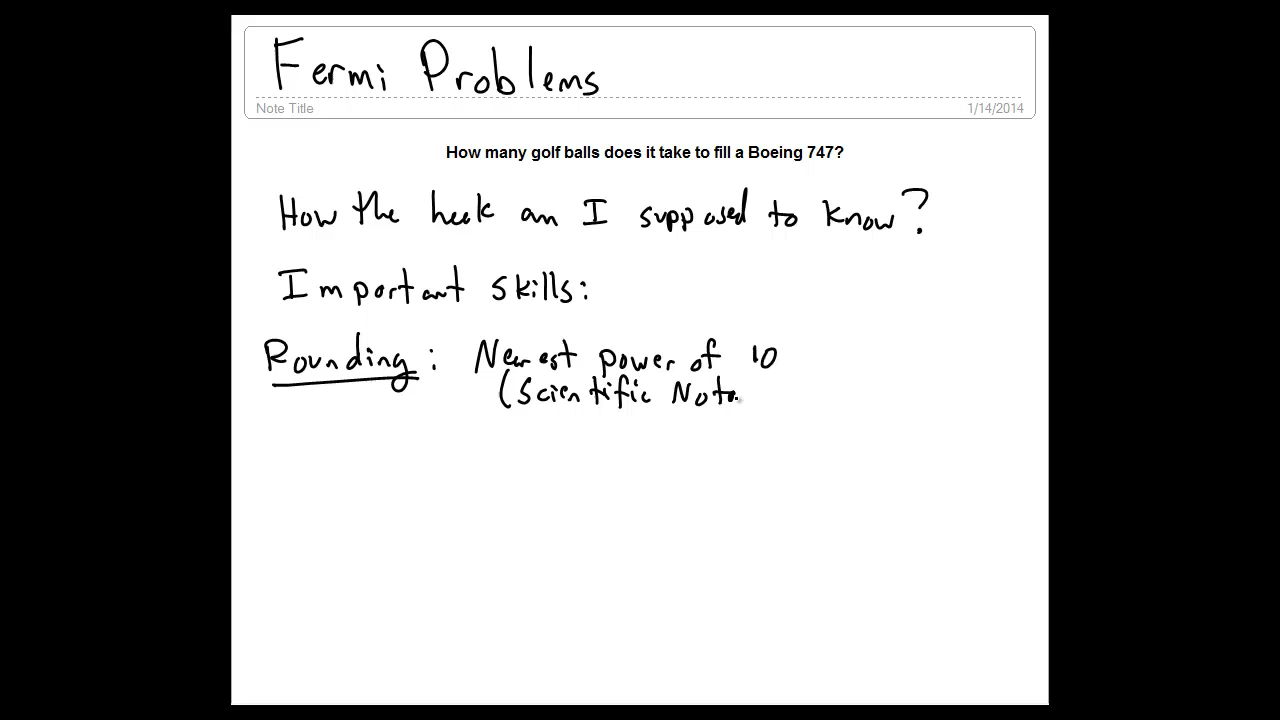 Fermi Problems
Note Title
1/14/2014
How many golf balls does it take to fill a Boeing 747?
How the heck am I supposed to know?
Important skills:
Rounding: Nearest power of 10
(Scientific Nota